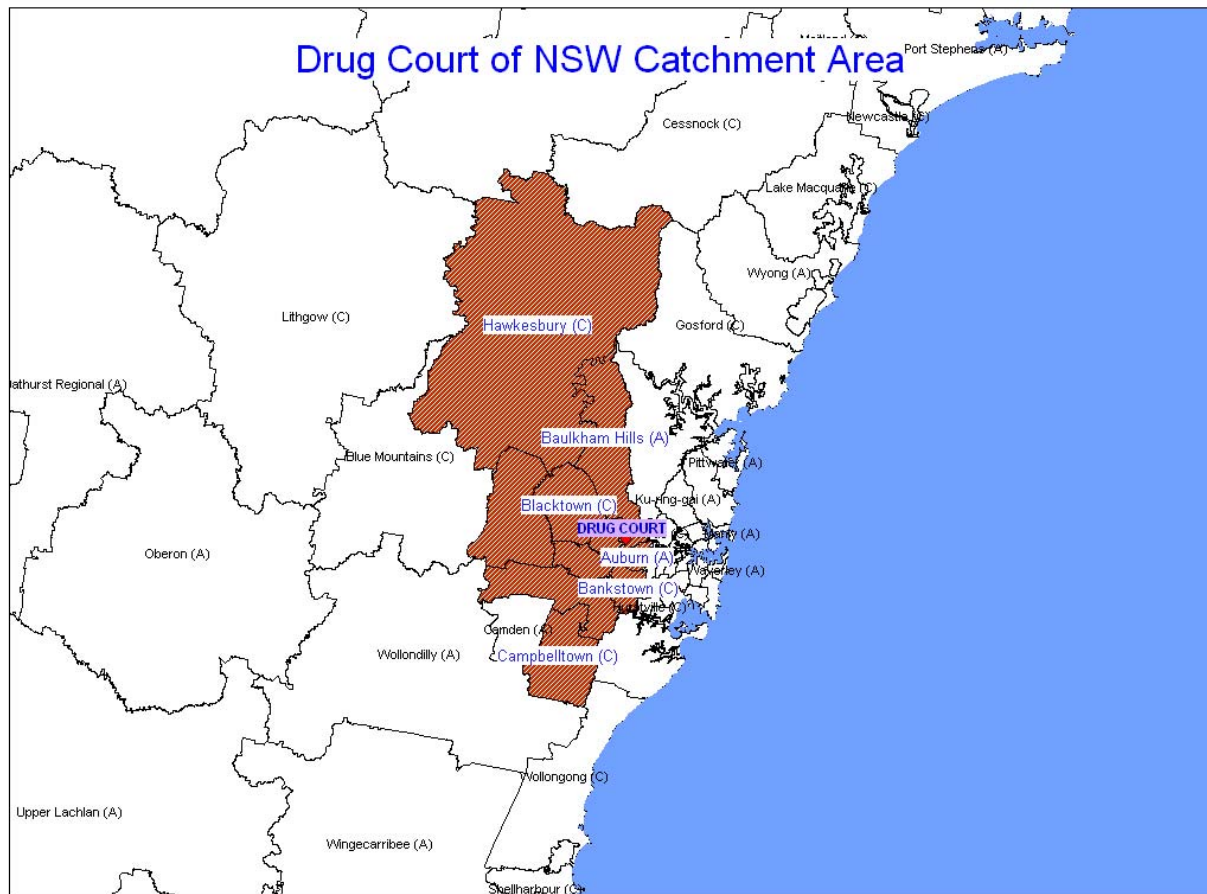 Drug Court of NSW Catchment Area
Port Stephens (A)
Newcastle (C)
Cessnock (C)
Lake Macquarie (C)
Wyong (A)
Lithgow (C)
Hawkesbury (C)
Gosford (C)
Bathurst Regional (A)
Baulkham Hills (A)
Blue Mountains (C)
Pittwater (A)
Ku-ring-gai (A)
Blacktown (C)
DRUG COURT
Manly (A)
Oberon (A)
Auburn (A)
Waverley (A)
Bankstown (C)
Hurstville (C)
Camden (A)
Wollondilly (A)
Campbelltown (C)
Wollongong (C)
Upper Lachlan (A)
Wingecarribee (A)
Shellharbour (C)